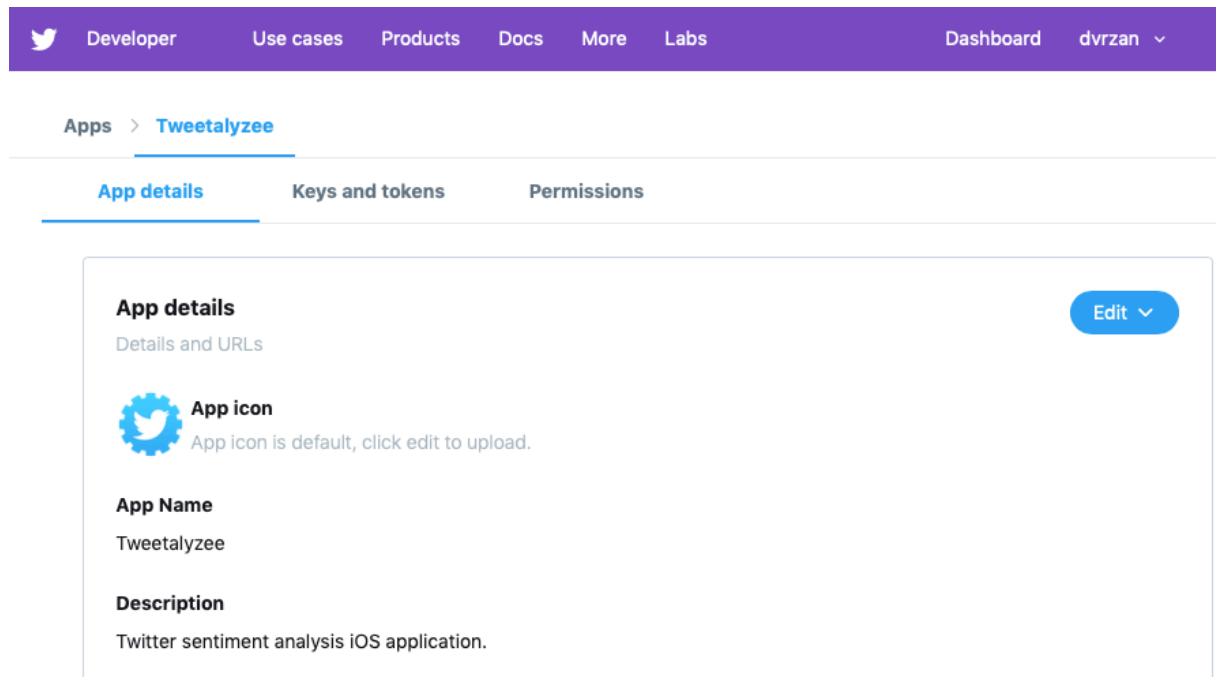 Developer Use cases Products Docs More Labs Dashboard dvrzan
Apps > Tweetalyzee
App details Keys and tokens Permissions
App details
Edit
Details and URLs
App icon
App icon is default, click edit to upload.
App Name
Tweetalyzee
Description
Twitter sentiment analysis iOS application.